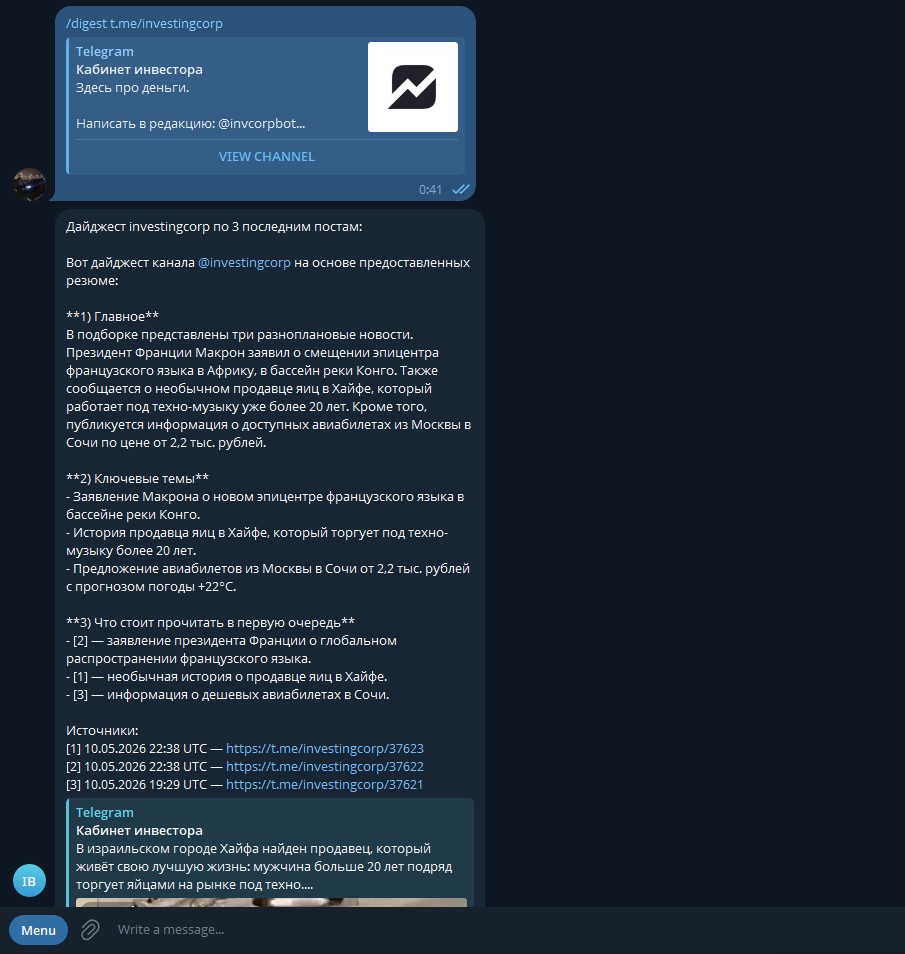 /digest t.me/investingcorp
Telegram
Кабинет инвестора
Здесь про деньги.
Написать в редакцию: @invcorpbot...
VIEW CHANNEL
0:41
Дайджест investingcorp по 3 последним постам:
Вот дайджест канала @investingcorp на основе предоставленных
резюме:
**1) Главное**
В подборке представлены три разноплановые новости.
Президент Франции Макрон заявил о смещении эпицентра
французского языка в Африку, в бассейн реки Конго. Также
сообщается о необычном продавце яиц в Хайфе, который
работает под техно-музыку уже более 20 лет. Кроме того,
публикуется информация о доступных авиабилетах из Москвы в
Сочи по цене от 2,2 тыс. рублей.
**2) Ключевые темы**
- Заявление Макрона о новом эпицентре французского языка в
бассейне реки Конго.
- История продавца яиц в Хайфе, который торгует под техно-
музыку более 20 лет.
- Предложение авиабилетов из Москвы в Сочи от 2,2 тыс. рублей
с прогнозом погоды +22°C.
**3) Что стоит прочитать в первую очередь**
- [2] — заявление президента Франции о глобальном
распространении французского языка.
- [1] — необычная история о продавце яиц в Хайфе.
- [3] — информация о дешевых авиабилетах в Сочи.
Источники:
[1] 10.05.2026 22:38 UTC — https://t.me/investingcorp/37623
[2] 10.05.2026 22:38 UTC — https://t.me/investingcorp/37622
[3] 10.05.2026 19:29 UTC — https://t.me/investingcorp/37621
Telegram
Кабинет инвестора
В израильском городе Хайфа найден продавец, который
живёт свою лучшую жизнь: мужчина больше 20 лет подряд
торгует яйцами на рынке под техно....
IB
Menu
Write a message...